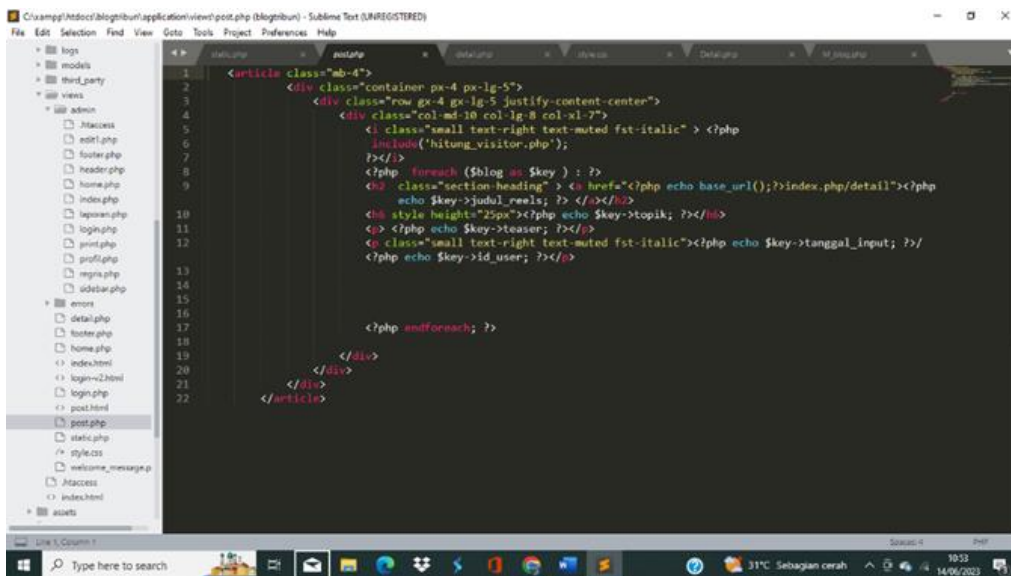 C:\xampp\htdocs\blogtribun\application\views\post.php (blogtribun) - Sublime Text (UNREGISTERED)
File Edit Selection Find View Goto Tools Project Preferences Help
logs
models
third_party
views
admin
.htaccess
edit1.php
footer.php
header.php
home.php
index.php
laporan.php
login.php
print.php
profil.php
regris.php
sidebar.php
errors
detail.php
footer.php
home.php
index.html
login-v2.html
login.php
post.html
post.php
static.php
style.css
welcome_message.p
.htaccess
index.html
assets
static.php post.php detail.php style.css Detail.php M_blog.php
1 <article class="mb-4">
2 <div class="container px-4 px-lg-5">
3 <div class="row gx-4 gx-lg-5 justify-content-center">
4 <div class="col-md-10 col-lg-8 col-xl-7">
5 <i class="small text-right text-muted fst-italic" > <?php
6 include('hitung_visitor.php');
7 ?></i>
8 <?php foreach ($blog as $key ) : ?>
9 <h2 class="section-heading" > <a href="<?php echo base_url();?>index.php/detail"><?php
echo $key->judul_reels; ?> </a></h2>
10 <h6 style height="25px"><?php echo $key->topik; ?></h6>
11 <p> <?php echo $key->teaser; ?></p>
12 <p class="small text-right text-muted fst-italic"><?php echo $key->tanggal_input; ?>/
<?php echo $key->id_user; ?></p>
13
14
15
16
17 <?php endforeach; ?>
18
19 </div>
20 </div>
21 </div>
22 </article>
Line 1, Column 1 Spaces: 4 PHP
Type here to search
31°C Sebagian cerah
10:53
14/06/2023